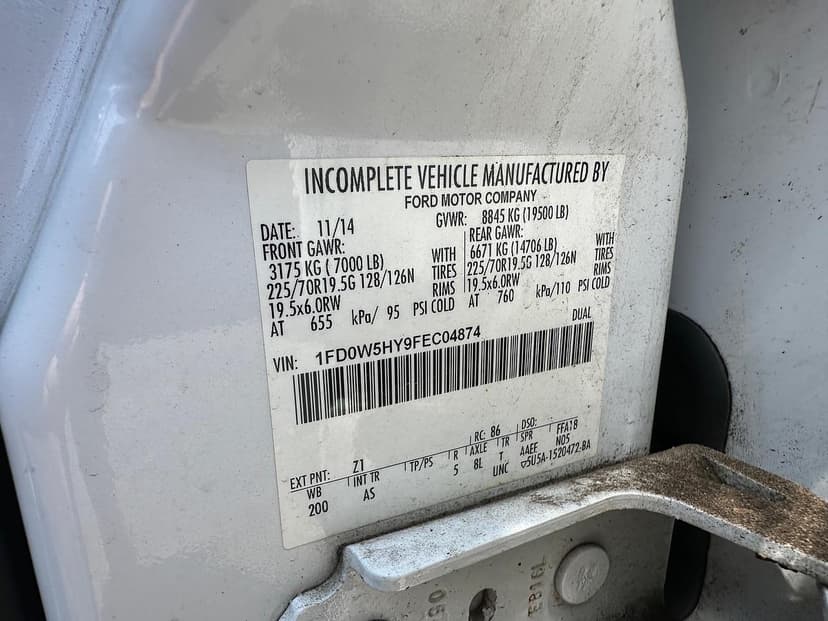 INCOMPLETE VEHICLE MANUFACTURED BY
FORD MOTOR COMPANY
DATE: 11/14 GVWR: 8845 KG (19500 LB)
FRONT GAWR: REAR GAWR:
3175 KG ( 7000 LB) WITH 6671 KG (14706 LB) WITH
225/70R19.5G 128/126N TIRES 225/70R19.5G 128/126N TIRES
19.5x6.0RW RIMS 19.5x6.0RW RIMS
AT 655 kPa/ 95 PSI COLD AT 760 kPa/110 PSI COLD
DUAL
VIN: 1FD0W5HY9FEC04874
EXT PNT: Z1 RC: 86 DSO:
WB INT TR TP/PS R AXLE TR SPR FFA18
200 AS 5 8L T AAEF N05
UNC 5U5A-1520472-BA
EB16L